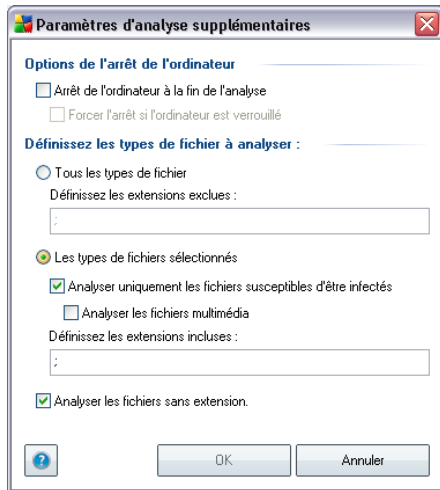 Paramètres d'analyse supplémentaires
Options de l'arrêt de l'ordinateur
Arrêt de l'ordinateur à la fin de l'analyse
Forcer l'arrêt si l'ordinateur est verrouillé
Définissez les types de fichier à analyser :
Tous les types de fichier
Définissez les extensions exclues :
;
Les types de fichiers sélectionnés
Analyser uniquement les fichiers susceptibles d'être infectés
Analyser les fichiers multimédia
Définissez les extensions incluses :
;
Analyser les fichiers sans extension.
? OK Annuler